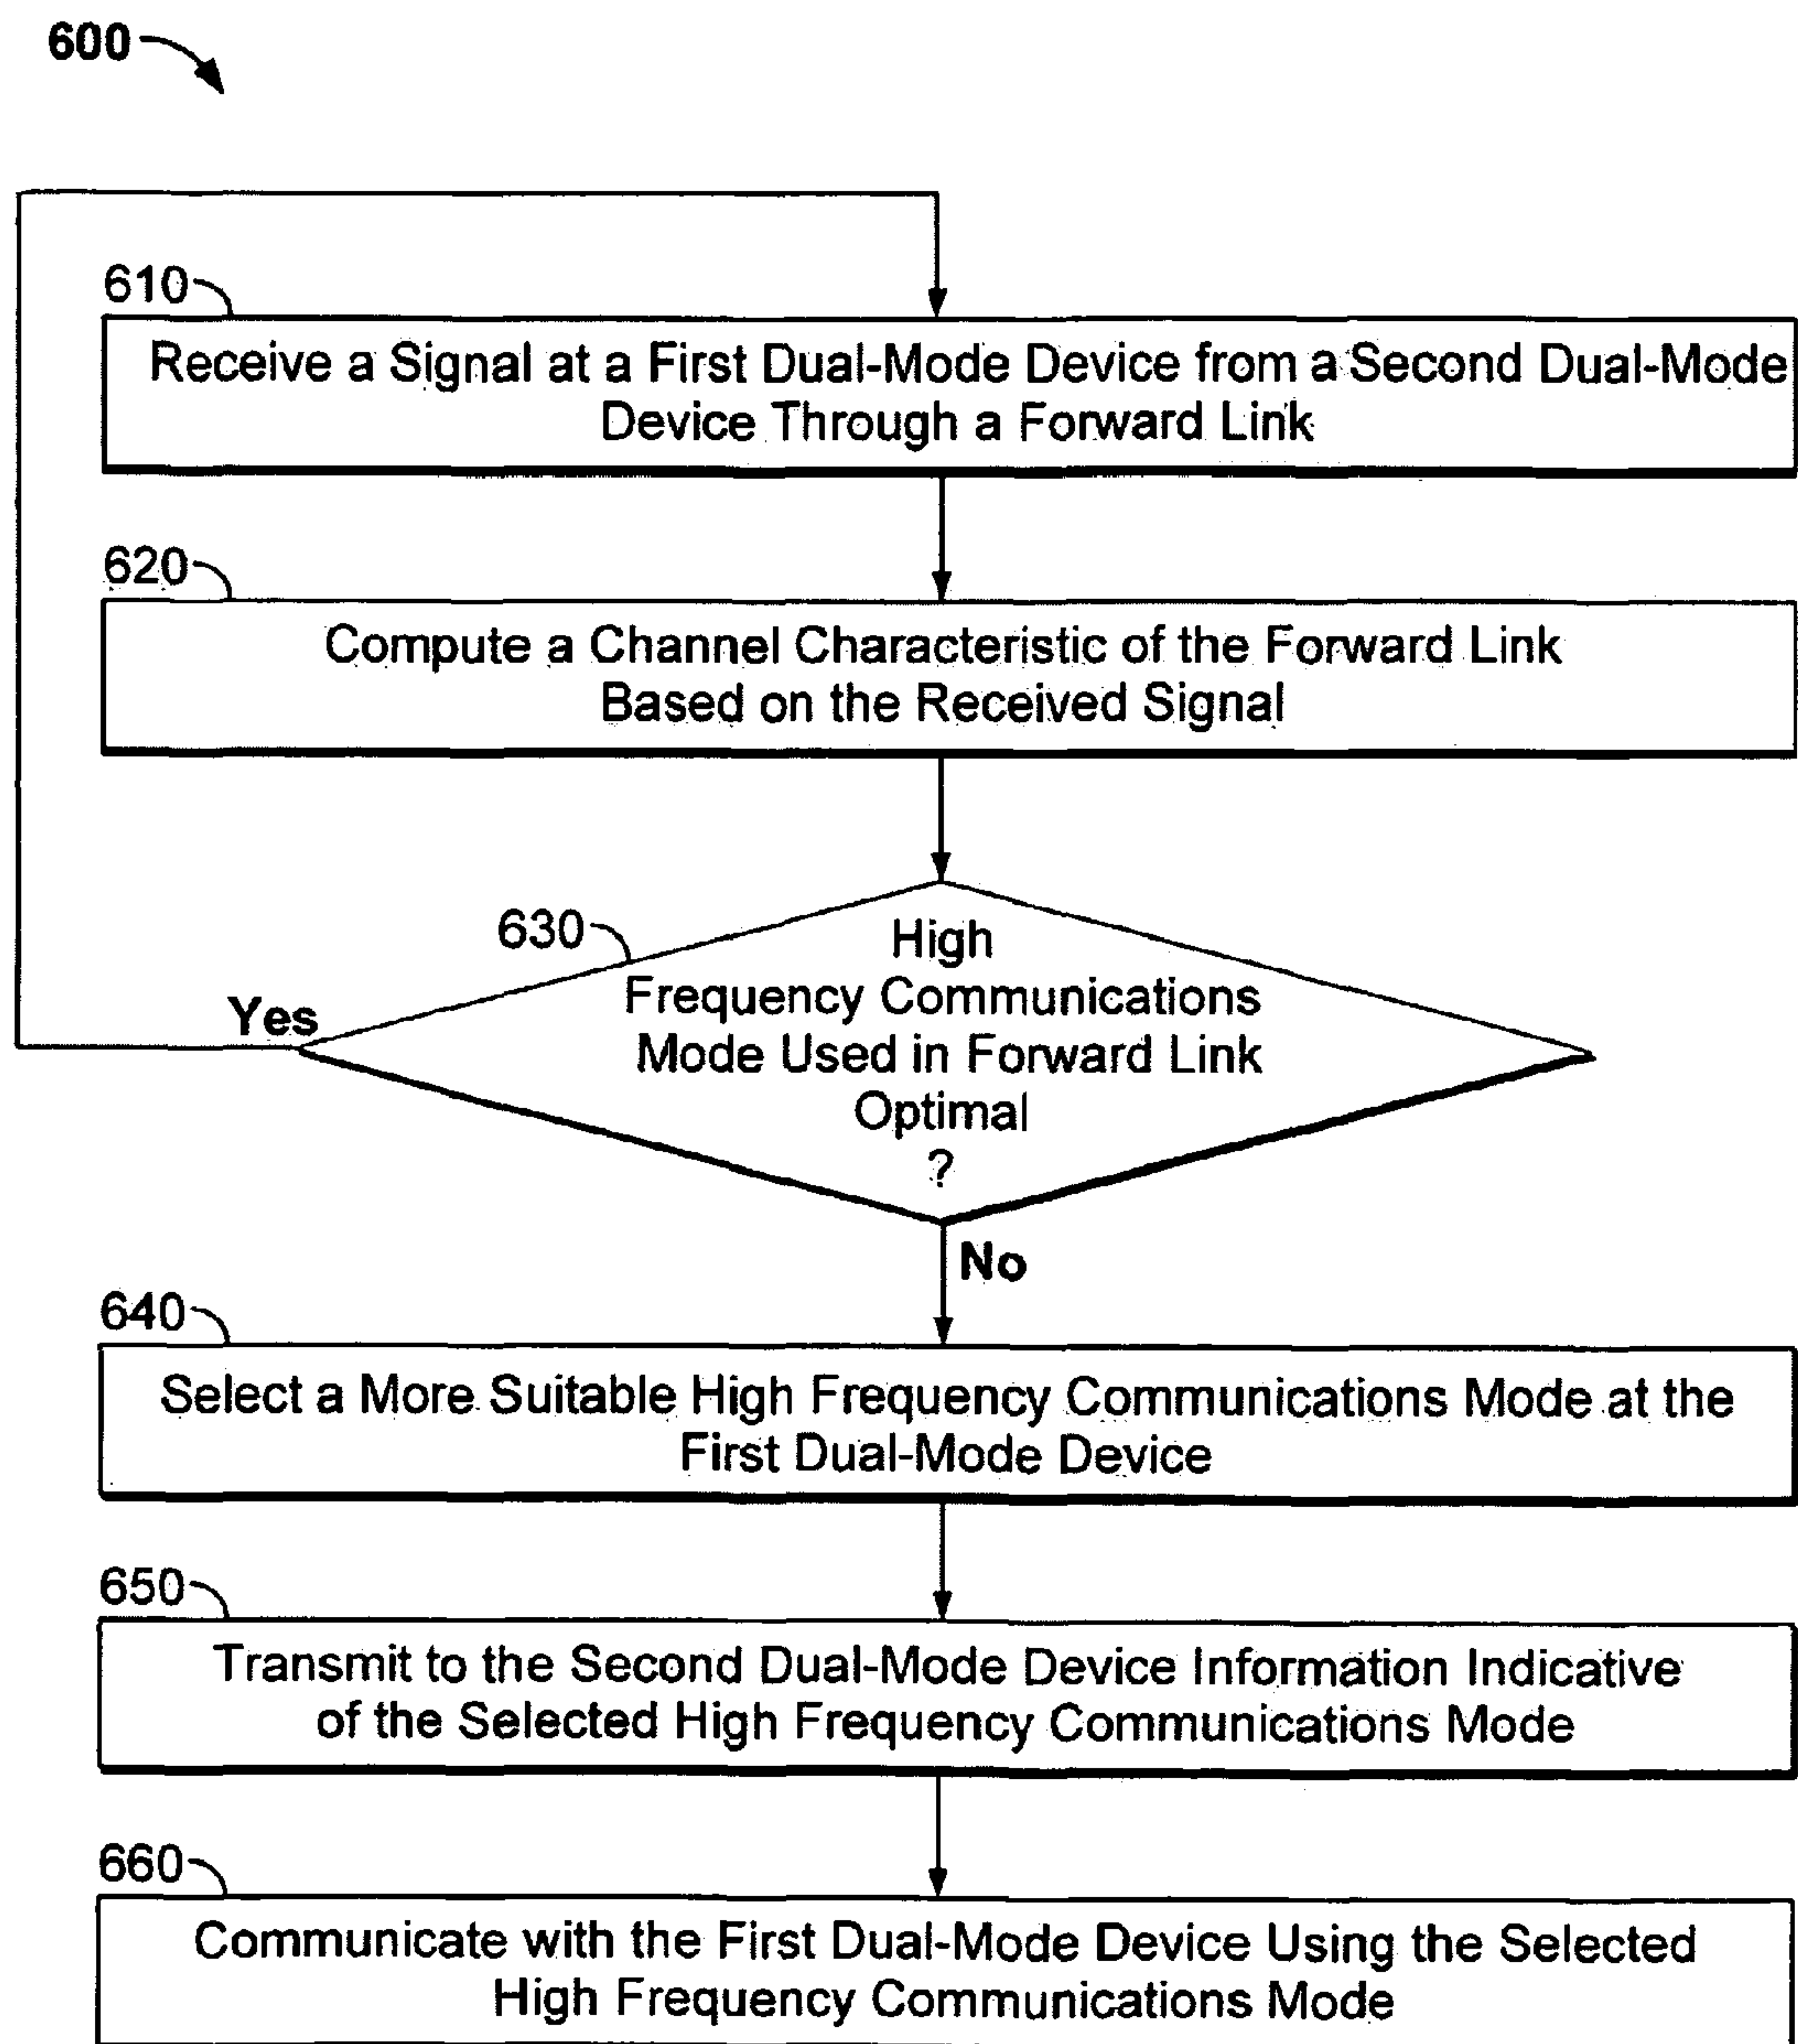 600
610
Receive a Signal at a First Dual-Mode Device from a Second Dual-Mode
Device Through a Forward Link
620
Compute a Channel Characteristic of the Forward Link
Based on the Received Signal
630
High
Frequency Communications
Mode Used in Forward Link
Optimal
?
Yes
No
640
Select a More Suitable High Frequency Communications Mode at the
First Dual-Mode Device
650
Transmit to the Second Dual-Mode Device Information Indicative
of the Selected High Frequency Communications Mode
660
Communicate with the First Dual-Mode Device Using the Selected
High Frequency Communications Mode